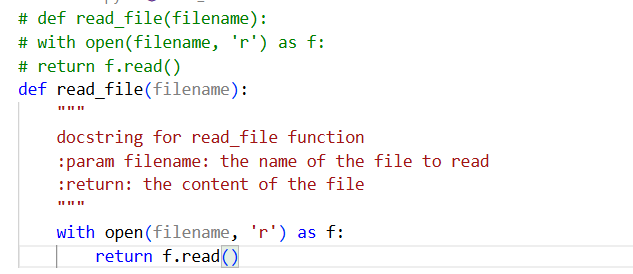 # def read_file(filename):
# with open(filename, 'r') as f:
# return f.read()
def read_file(filename):
    """
    docstring for read_file function
    :param filename: the name of the file to read
    :return: the content of the file
    """
    with open(filename, 'r') as f:
        return f.read()